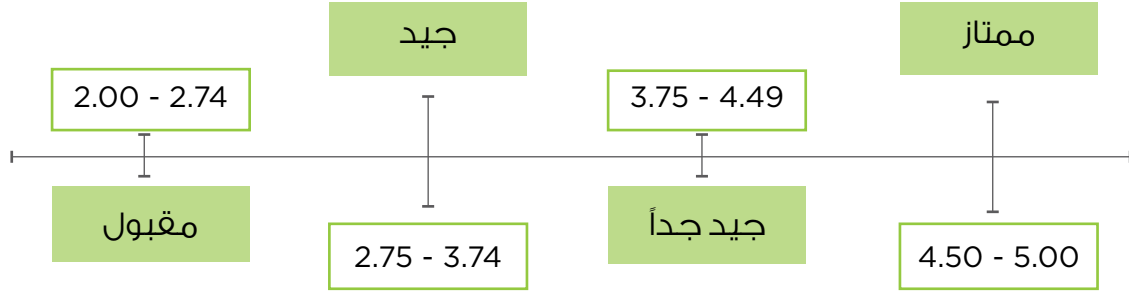 جيد
ممتاز
2.00 - 2.74
3.75 - 4.49
مقبول
جيد جداً
2.75 - 3.74
4.50 - 5.00